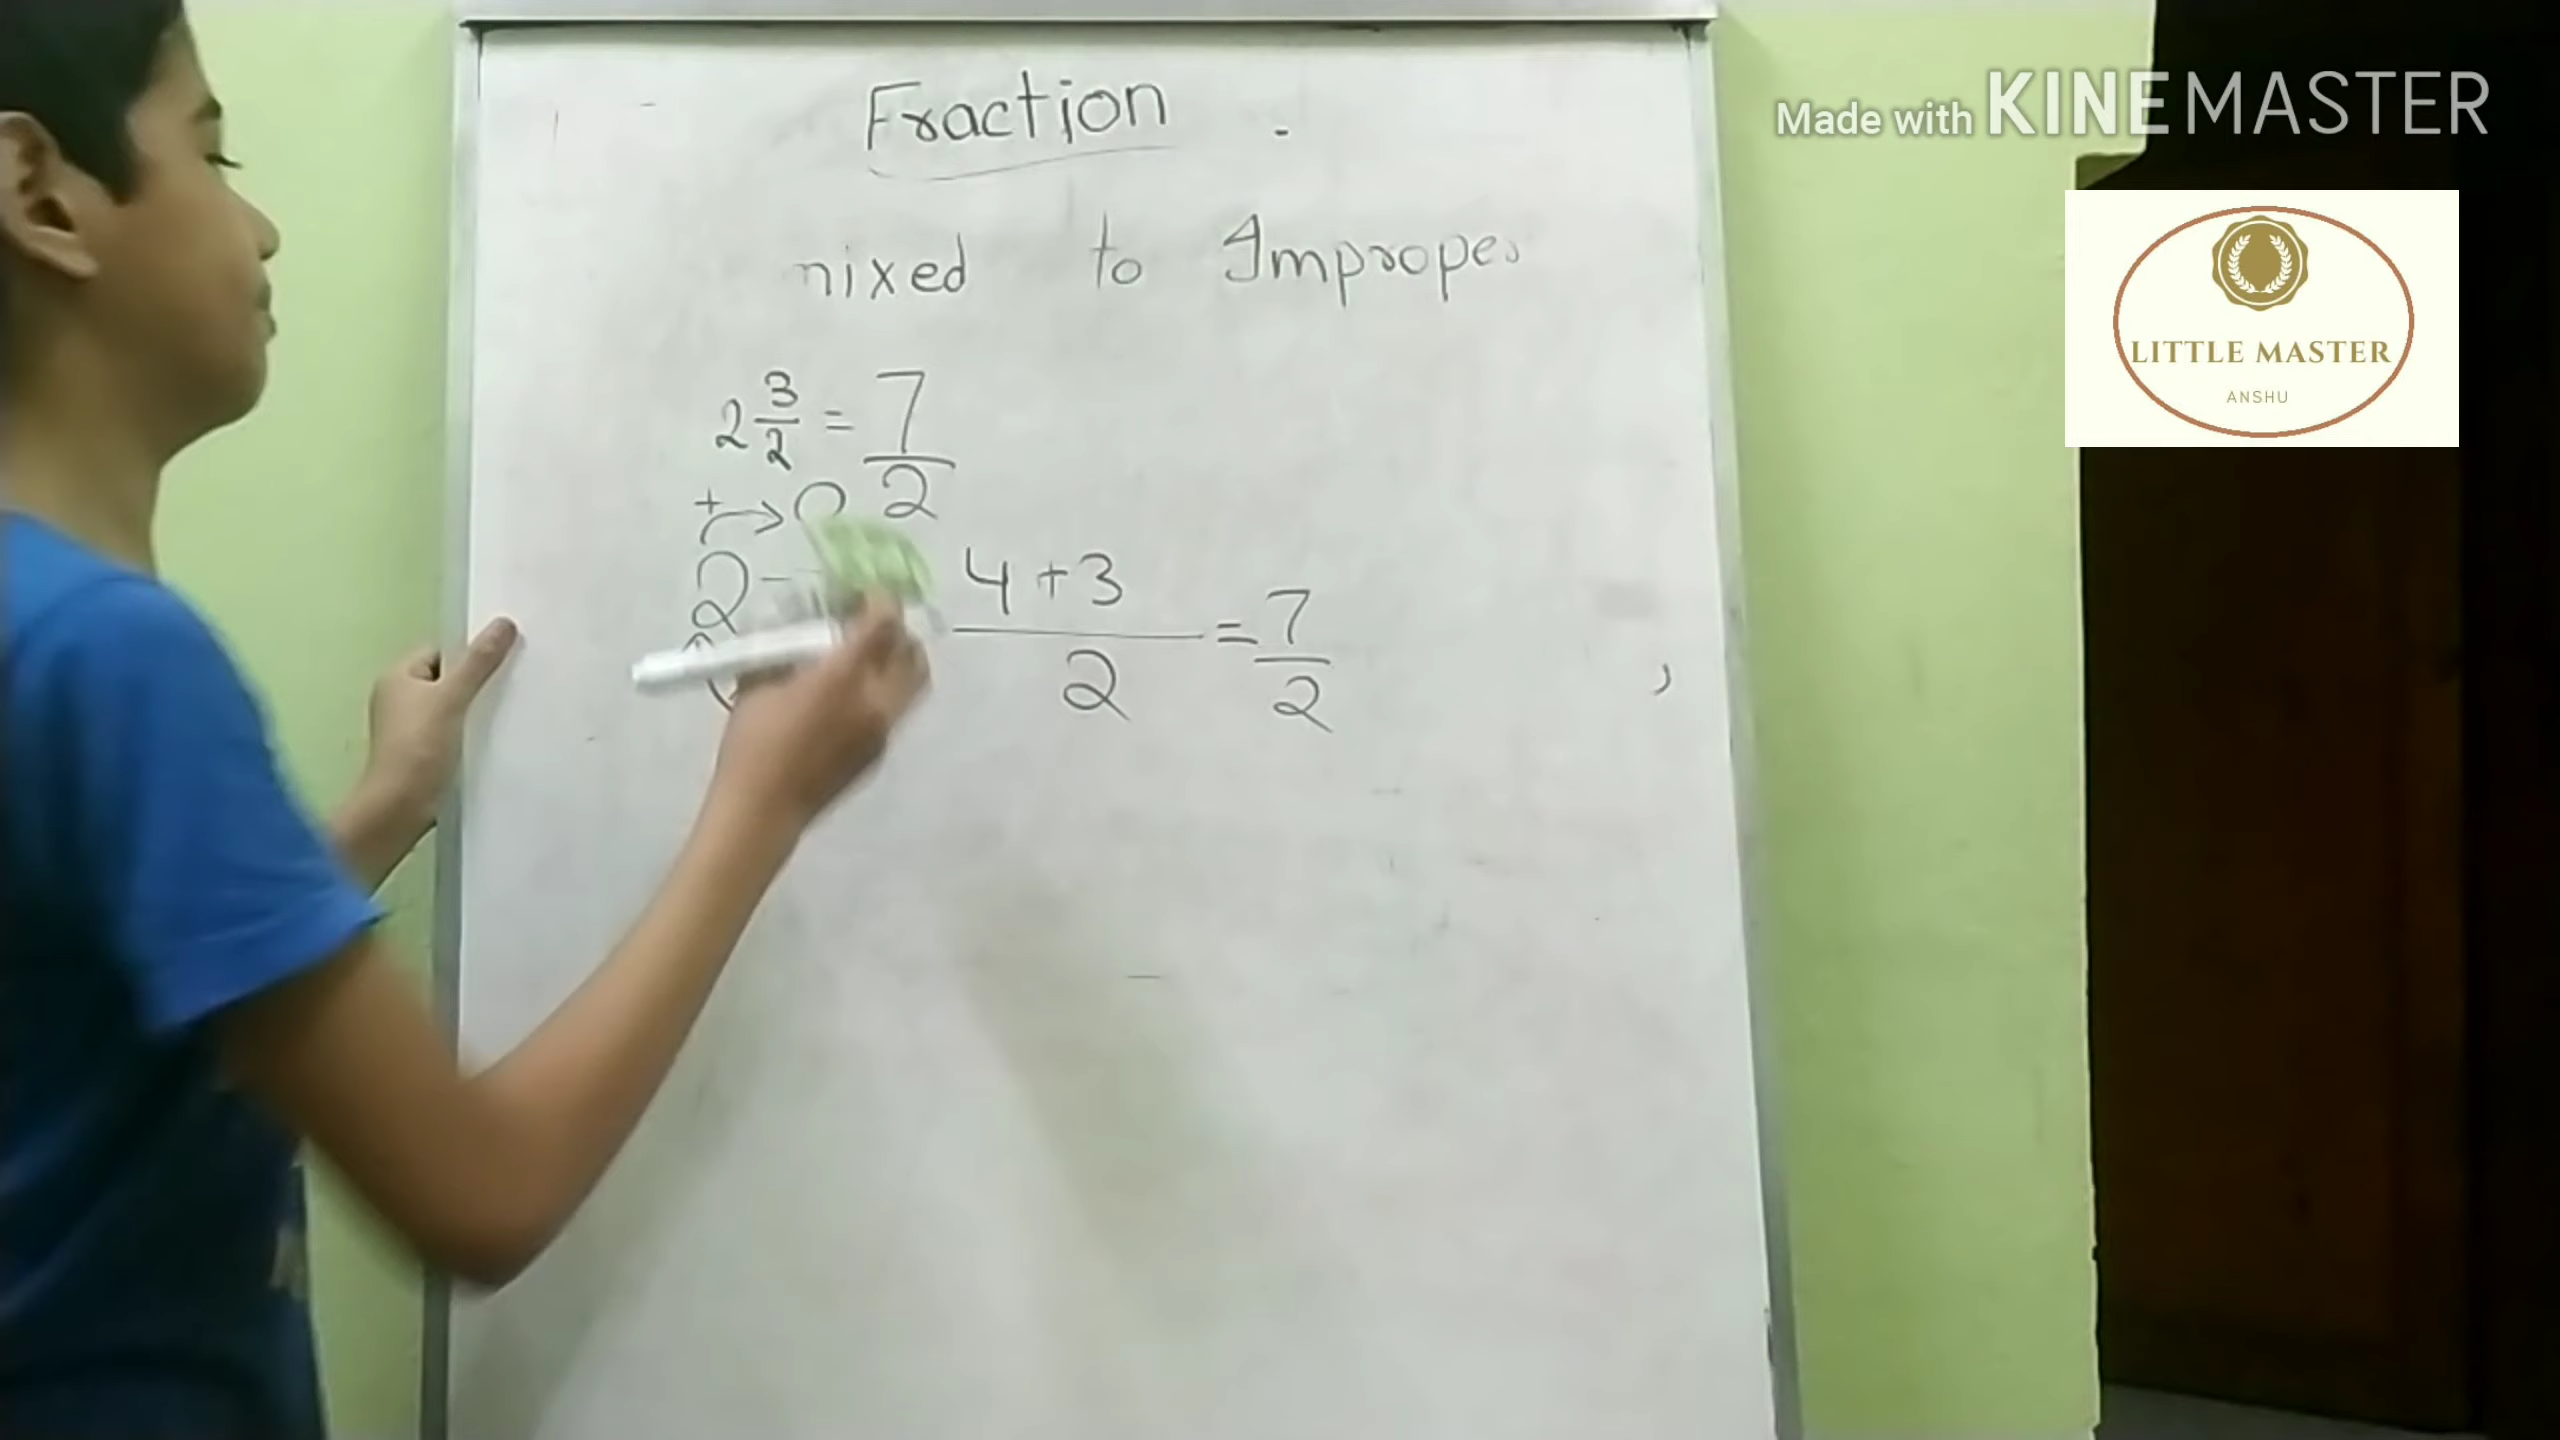 Fraction
Made with KINEMASTER
nixed to Improper
LITTLE MASTER
ANSHU
2 3/2 = 7/2
+
2
4+3/2 = 7/2